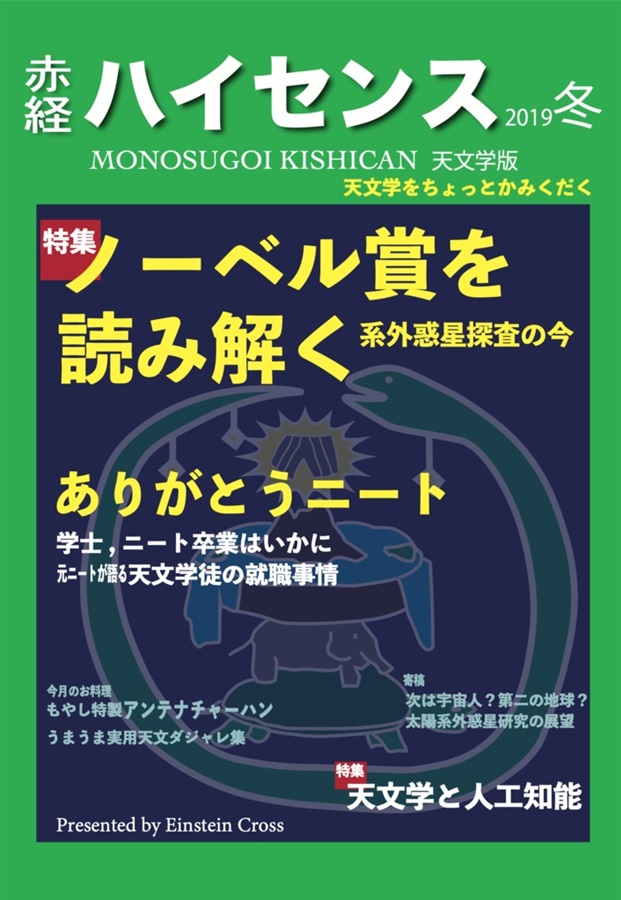 赤経 ハイセンス 2019冬
MONOSUGOI KISHICAN 天文学版
天文学をちょっとかみくだく
特集
ノーベル賞を
読み解く 系外惑星探査の今
ありがとうニート
学士,ニート卒業はいかに
元ニートが語る天文学徒の就職事情
今月のお料理
もやし特製アンテナチャーハン
うまうま実用天文ダジャレ集
寄稿
次は宇宙人?第二の地球?
太陽系外惑星研究の展望
特集
天文学と人工知能
Presented by Einstein Cross